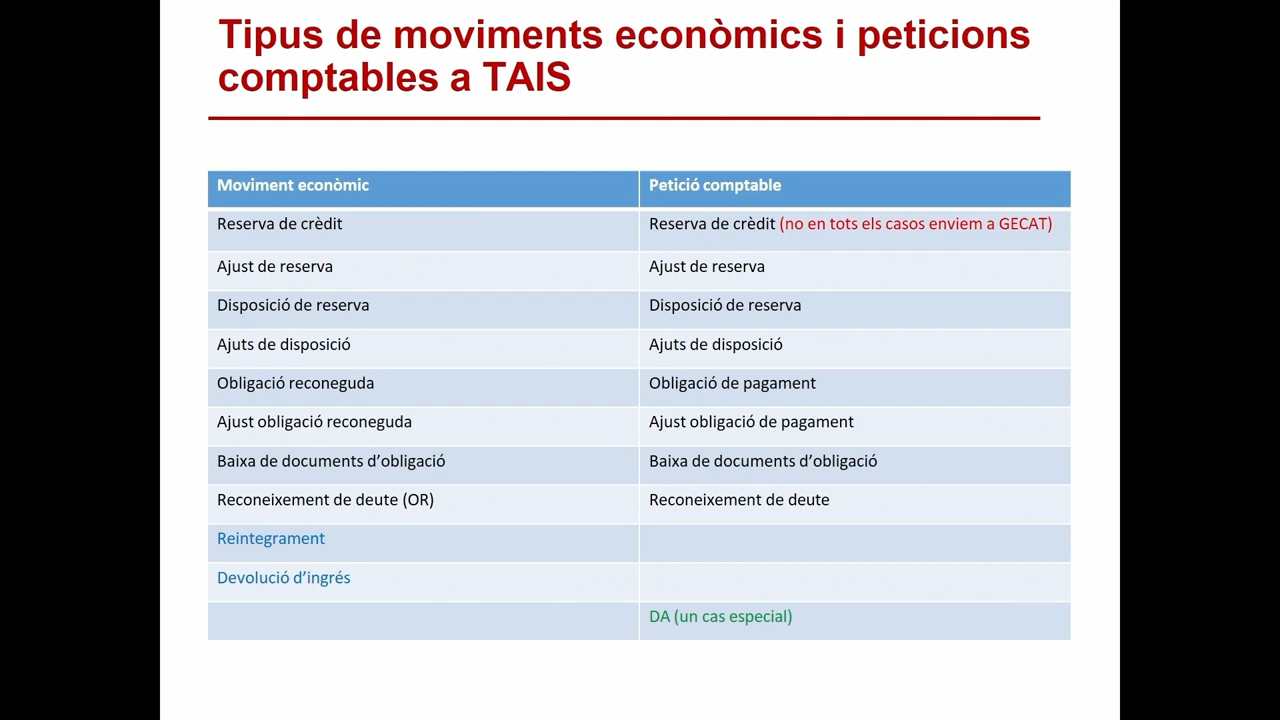 Tipus de moviments econòmics i peticions
comptables a TAIS
Moviment econòmic Petició comptable
Reserva de crèdit Reserva de crèdit (no en tots els casos enviem a GECAT)
Ajust de reserva Ajust de reserva
Disposició de reserva Disposició de reserva
Ajuts de disposició Ajuts de disposició
Obligació reconeguda Obligació de pagament
Ajust obligació reconeguda Ajust obligació de pagament
Baixa de documents d’obligació Baixa de documents d’obligació
Reconeixement de deute (OR) Reconeixement de deute
Reintegrament
Devolució d’ingrés
DA (un cas especial)